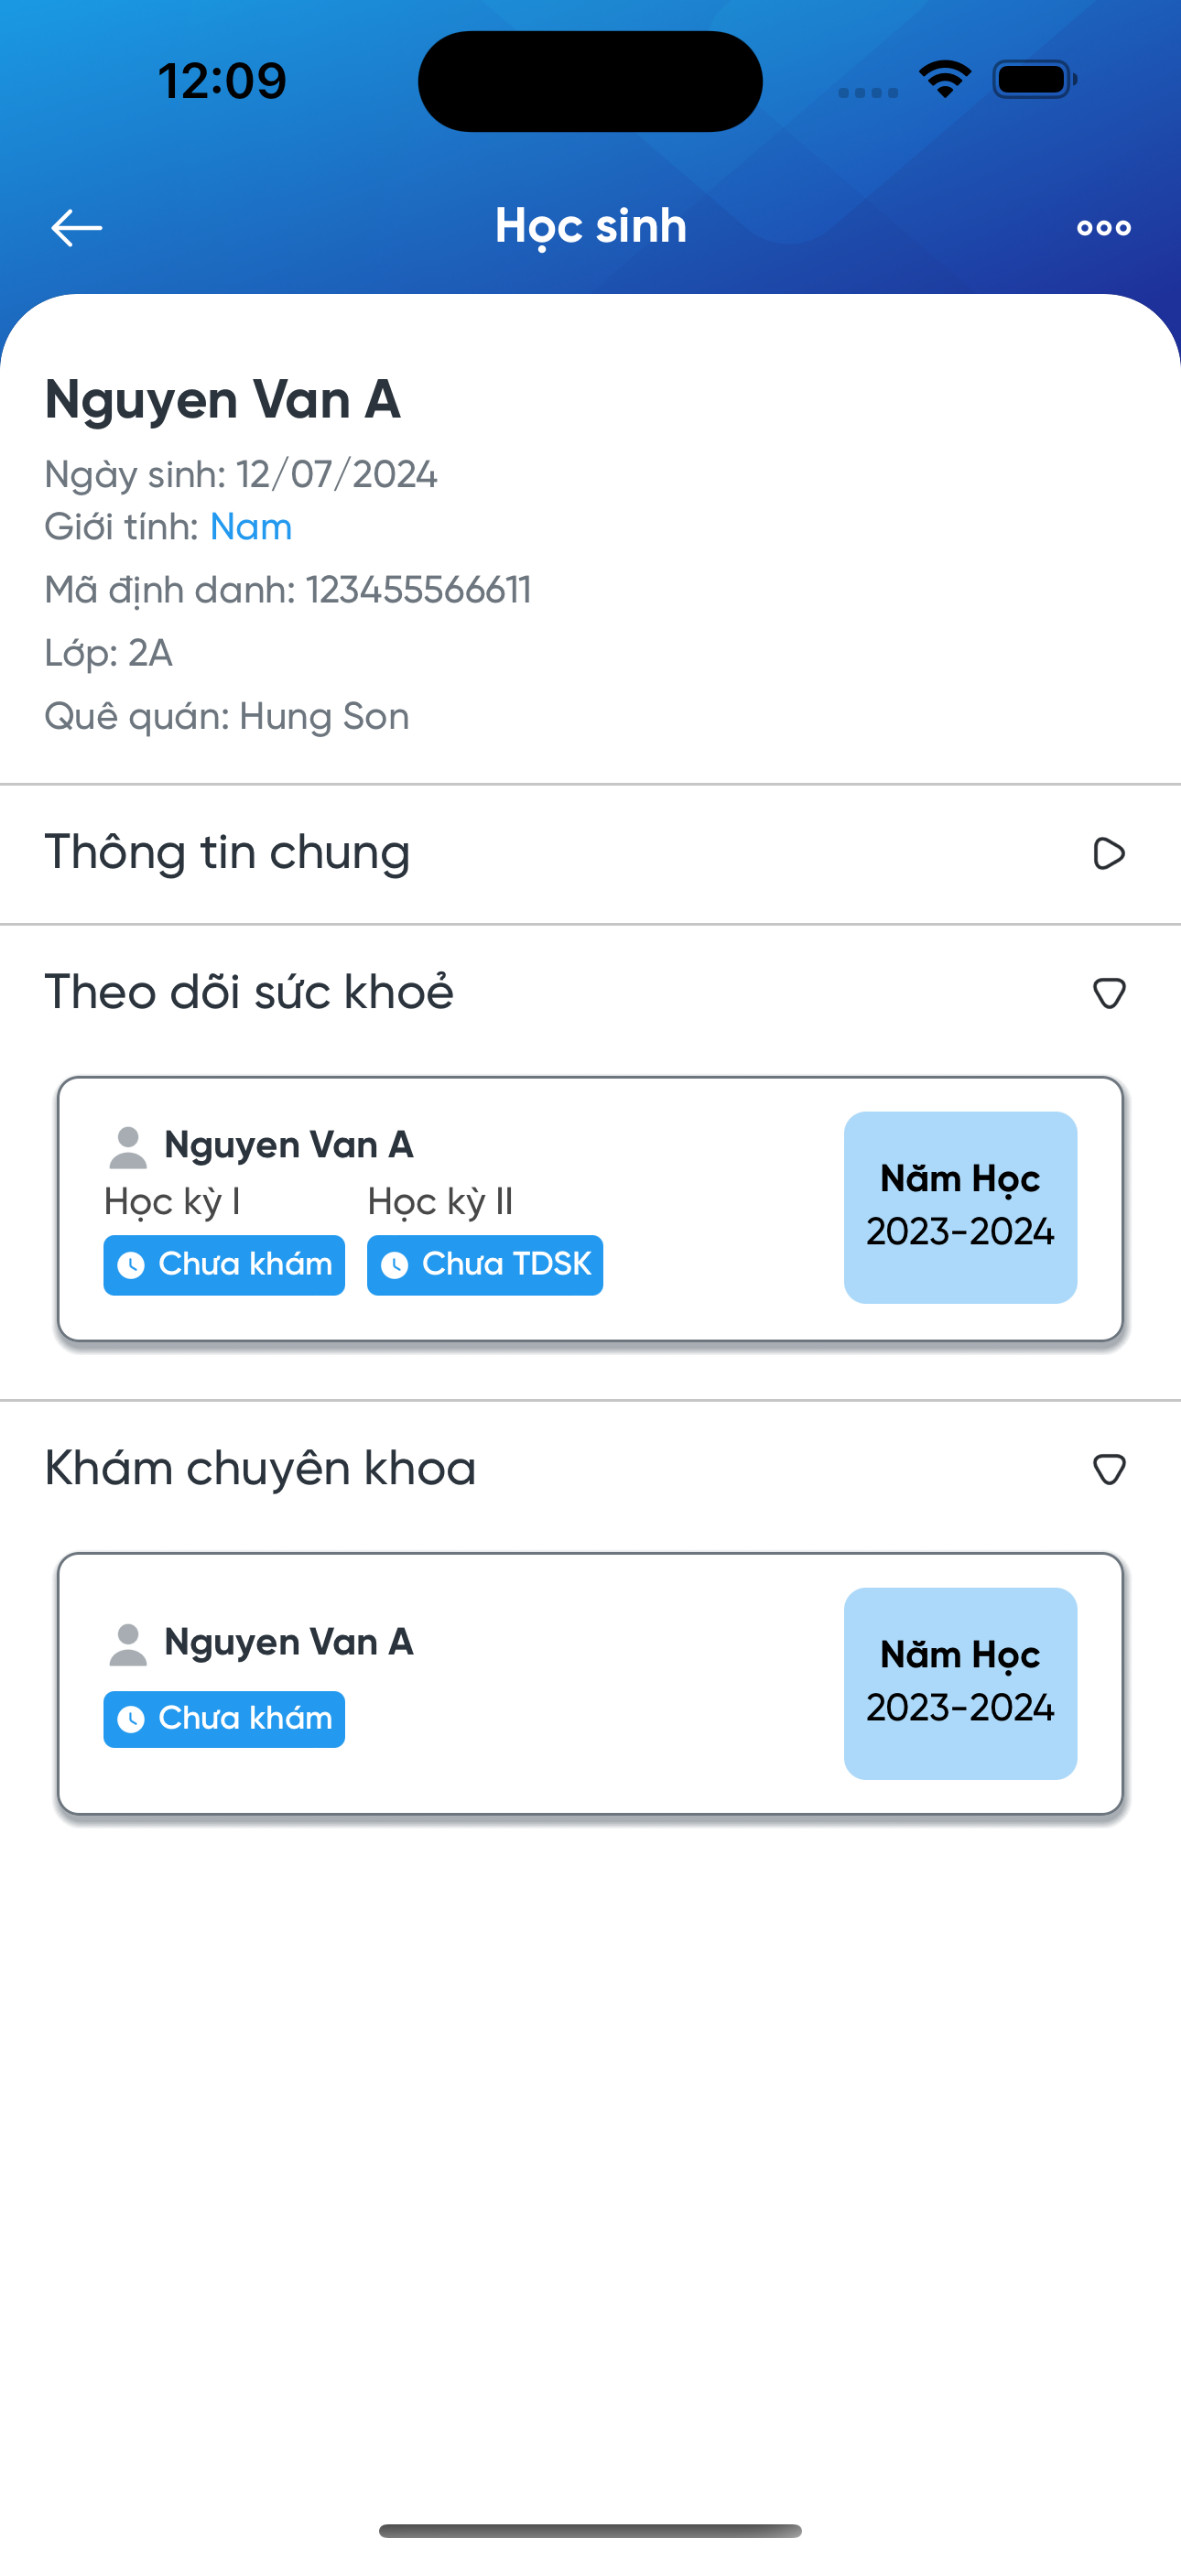 12:09
Học sinh
Nguyen Van A
Ngày sinh: 12/07/2024
Giới tính: Nam
Mã định danh: 123455566611
Lớp: 2A
Quê quán: Hung Son
Thông tin chung
Theo dõi sức khoẻ
Nguyen Van A
Học kỳ I Học kỳ II
Chưa khám Chưa TDSK
Năm Học
2023-2024
Khám chuyên khoa
Nguyen Van A
Chưa khám
Năm Học
2023-2024